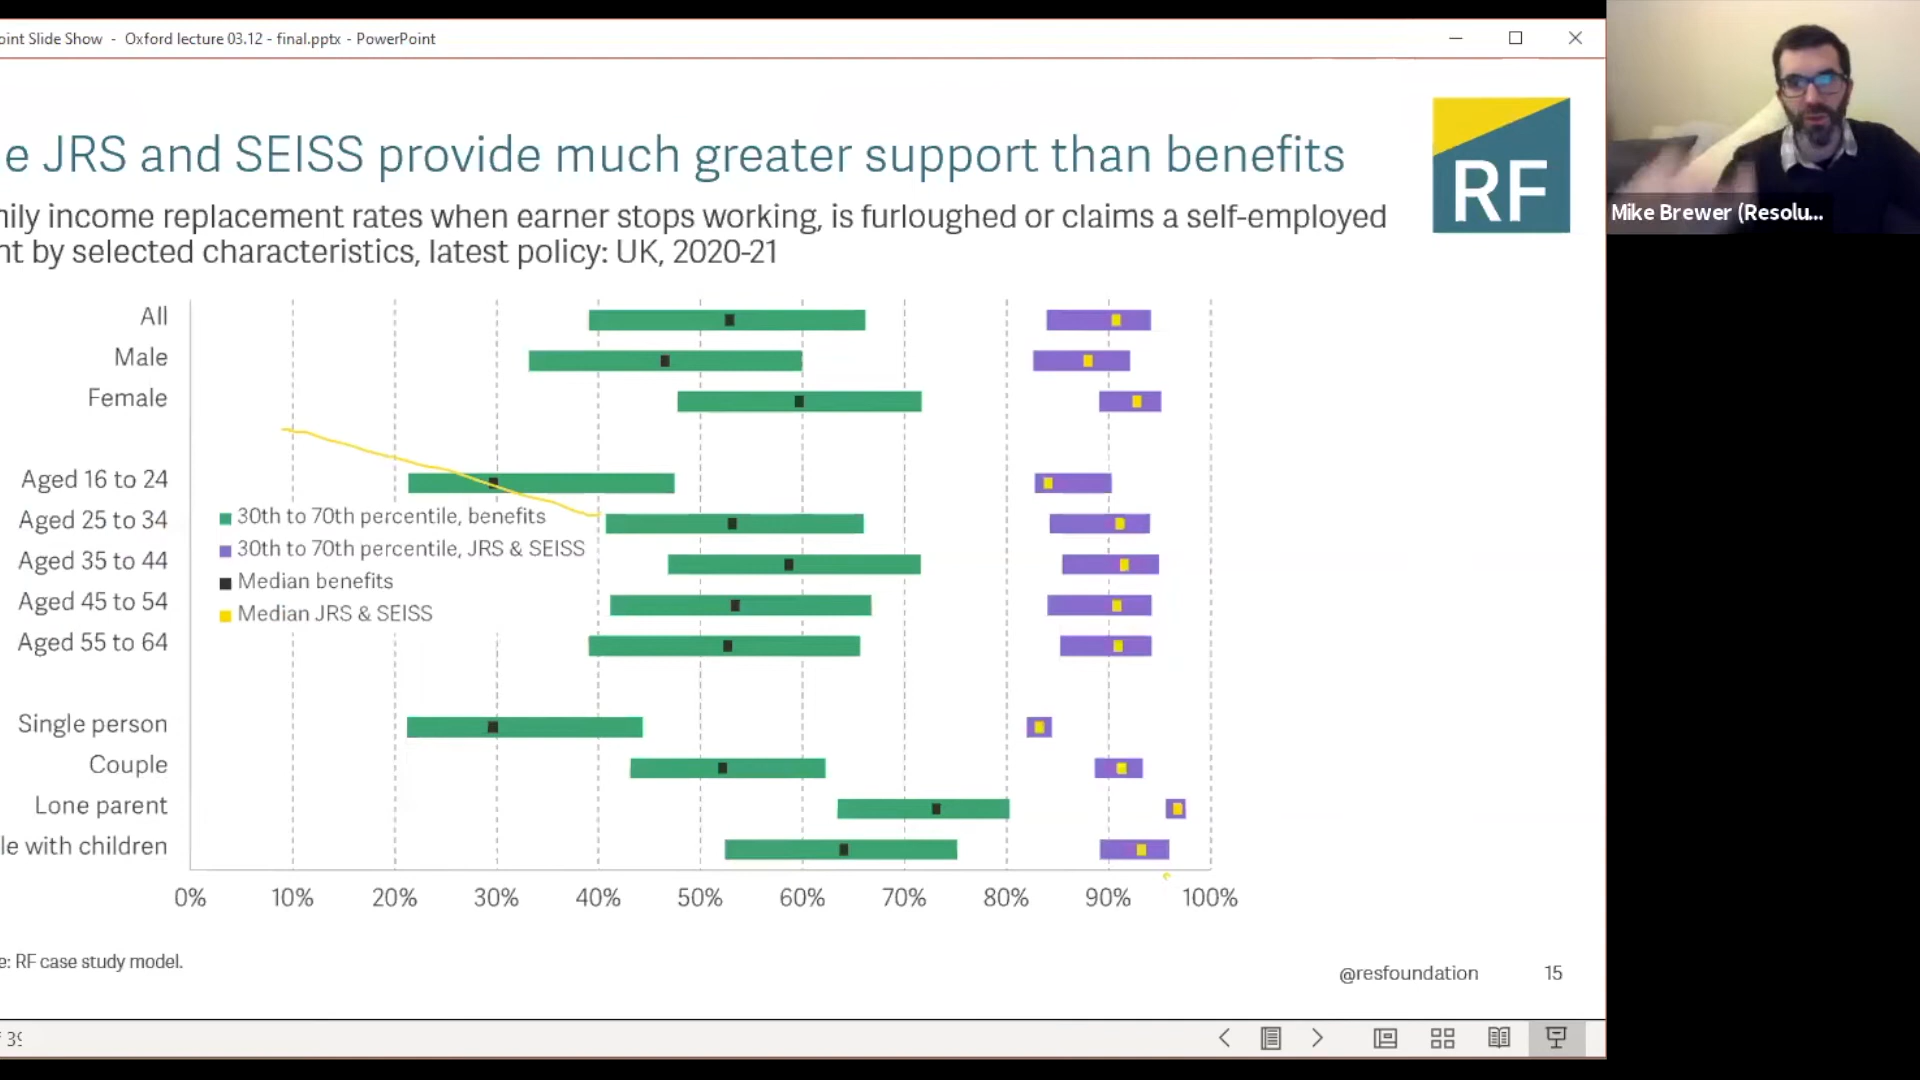 oint Slide Show - Oxford lecture 03.12 - final.pptx - PowerPoint
e JRS and SEISS provide much greater support than benefits
RF
Mike Brewer (Resolu...
nily income replacement rates when earner stops working, is furloughed or claims a self-employed
nt by selected characteristics, latest policy: UK, 2020-21
All
Male
Female
Aged 16 to 24
Aged 25 to 34
Aged 35 to 44
Aged 45 to 54
Aged 55 to 64
30th to 70th percentile, benefits
30th to 70th percentile, JRS & SEISS
Median benefits
Median JRS & SEISS
Single person
Couple
Lone parent
le with children
0% 10% 20% 30% 40% 50% 60% 70% 80% 90% 100%
e: RF case study model.
@resfoundation 15
f 39